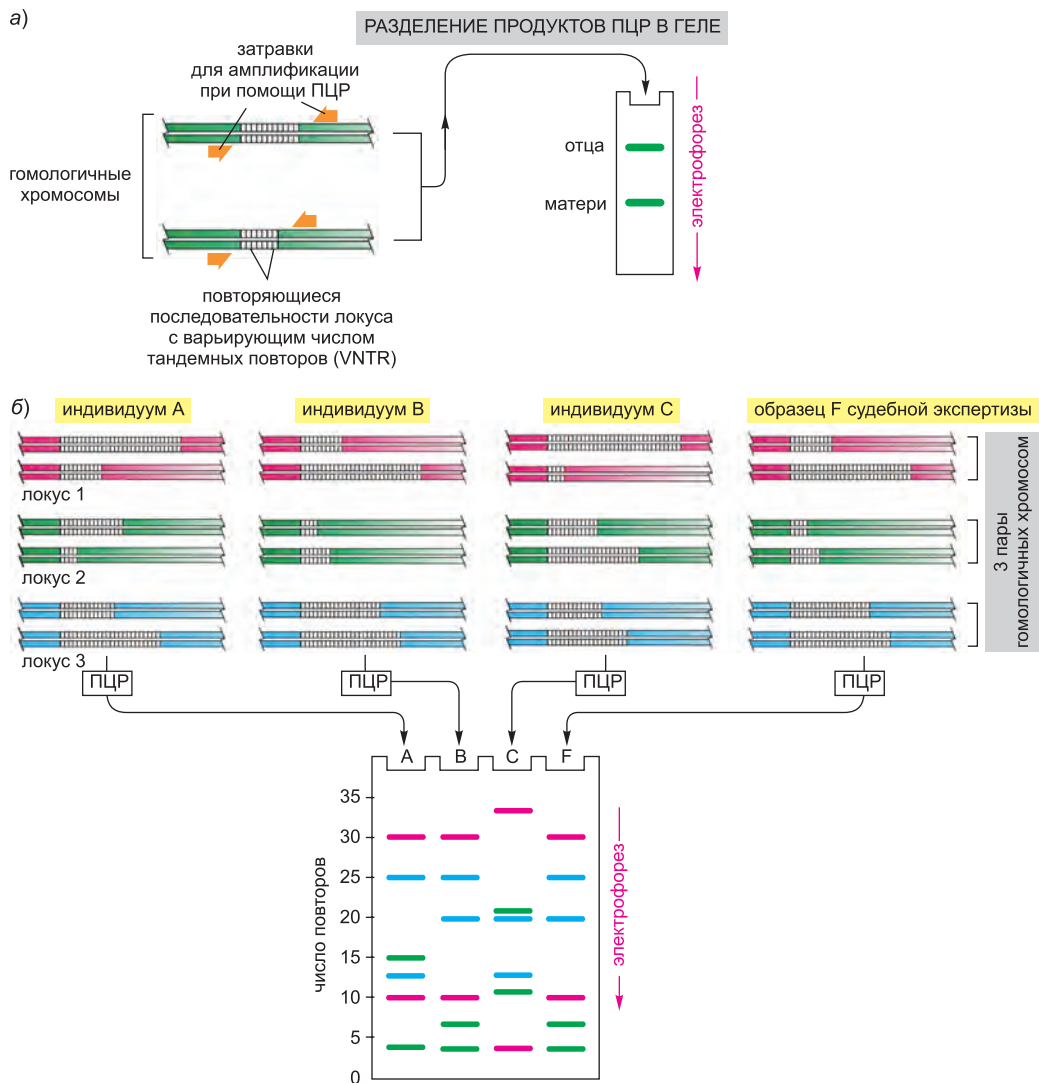 а)
РАЗДЕЛЕНИЕ ПРОДУКТОВ ПЦР В ГЕЛЕ
затравки
для амплификации
при помощи ПЦР
гомологичные
хромосомы
повторяющиеся
последовательности локуса
с варьирующим числом
тандемных повторов (VNTR)
отца
матери
электрофорез
б)
индивидуум A
индивидуум B
индивидуум C
образец F судебной экспертизы
локус 1
локус 2
локус 3
3 пары
гомологичных хромосом
ПЦР
ПЦР
ПЦР
ПЦР
A
B
C
F
число повторов
35
30
25
20
15
10
5
0
электрофорез